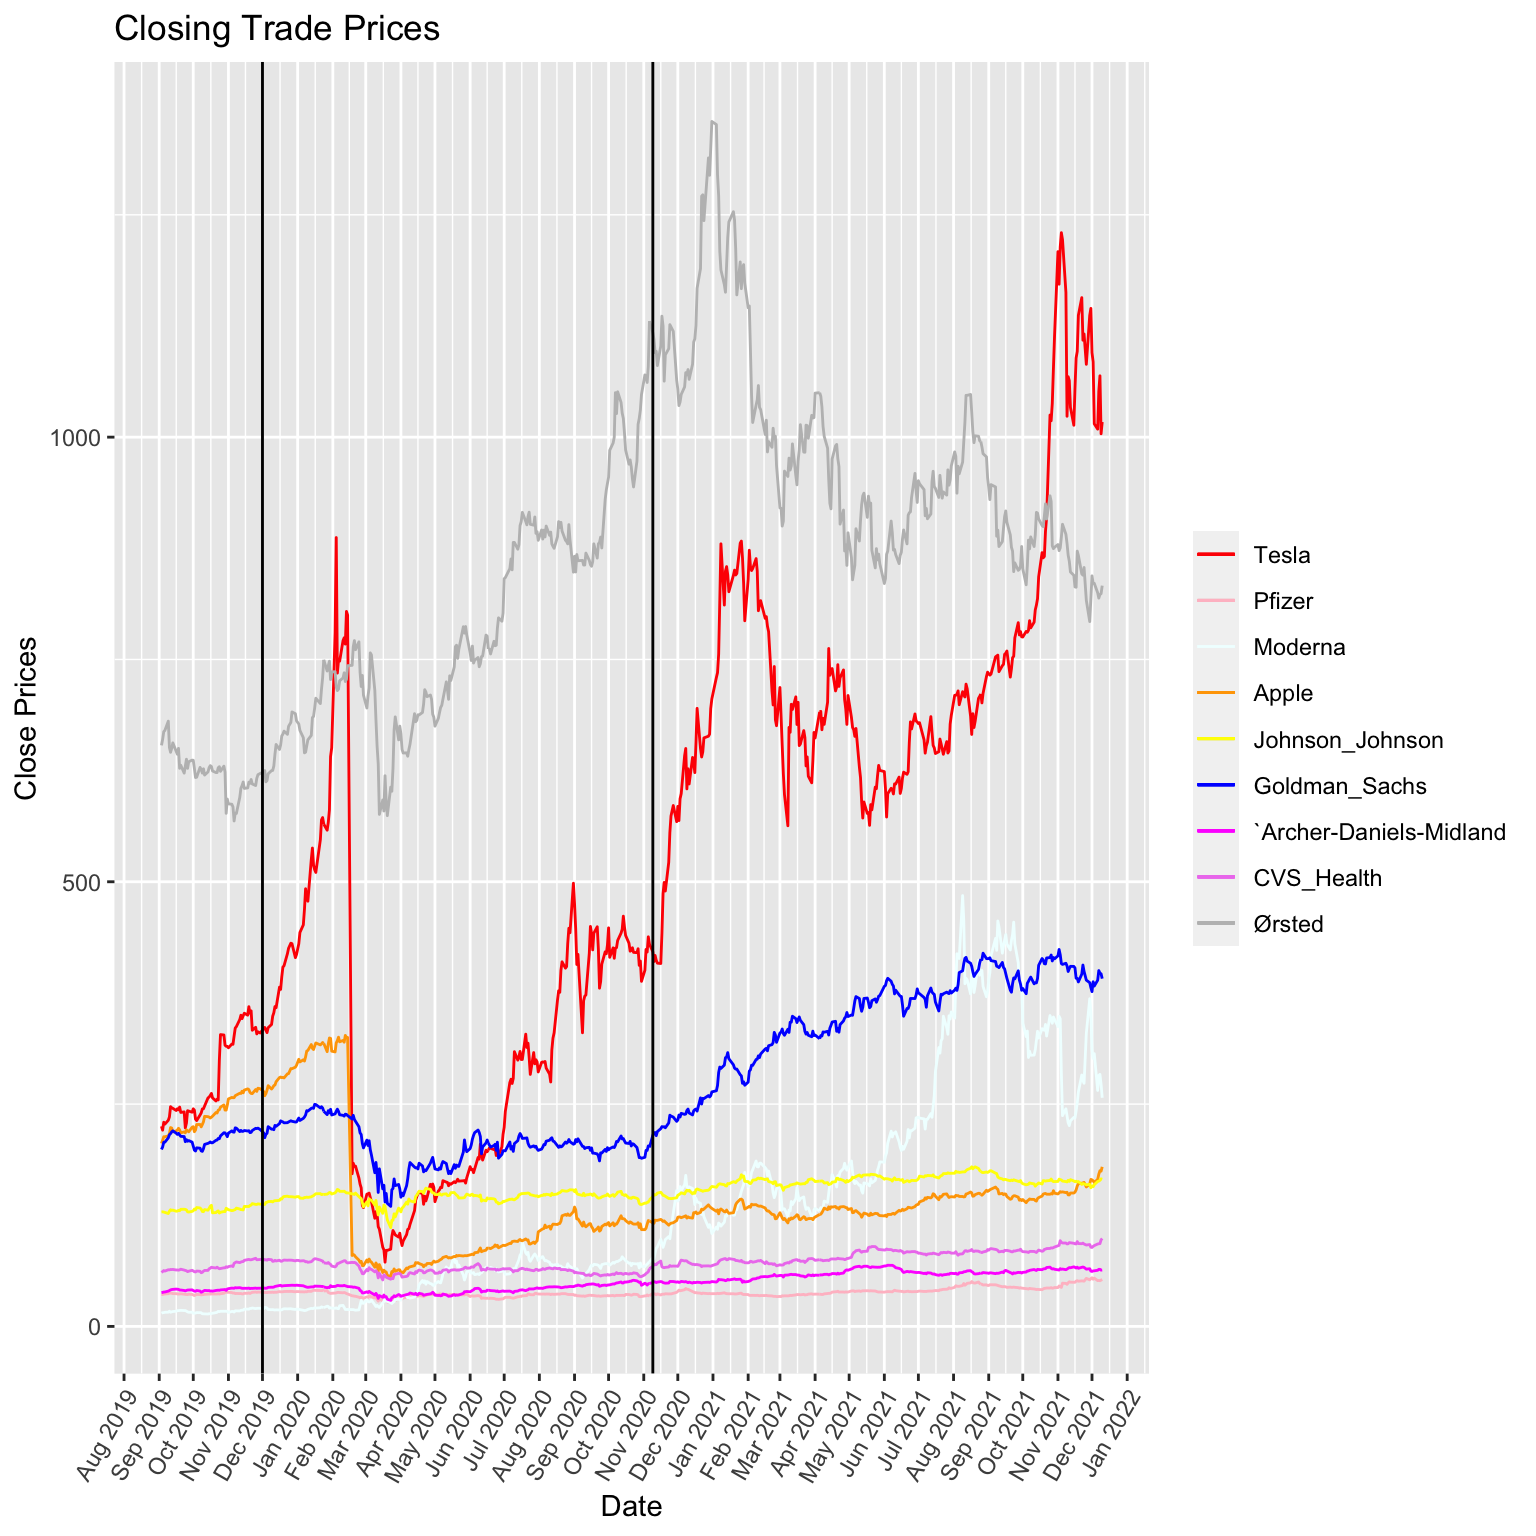 Closing Trade Prices
Close Prices
1000
500
0
Aug 2019
Sep 2019
Oct 2019
Nov 2019
Dec 2019
Jan 2020
Feb 2020
Mar 2020
Apr 2020
May 2020
Jun 2020
Jul 2020
Aug 2020
Sep 2020
Oct 2020
Nov 2020
Dec 2020
Jan 2021
Feb 2021
Mar 2021
Apr 2021
May 2021
Jun 2021
Jul 2021
Aug 2021
Sep 2021
Oct 2021
Nov 2021
Dec 2021
Jan 2022
Date
Tesla
Pfizer
Moderna
Apple
Johnson_Johnson
Goldman_Sachs
`Archer-Daniels-Midland
CVS_Health
Ørsted